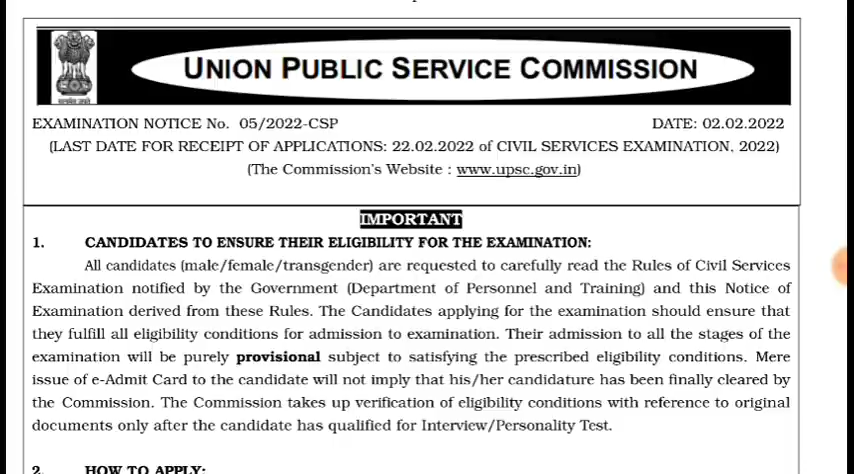 UNION PUBLIC SERVICE COMMISSION
EXAMINATION NOTICE No. 05/2022-CSP DATE: 02.02.2022
(LAST DATE FOR RECEIPT OF APPLICATIONS: 22.02.2022 of CIVIL SERVICES EXAMINATION, 2022)
(The Commission's Website : www.upsc.gov.in)
IMPORTANT
1. CANDIDATES TO ENSURE THEIR ELIGIBILITY FOR THE EXAMINATION:
All candidates (male/female/transgender) are requested to carefully read the Rules of Civil Services
Examination notified by the Government (Department of Personnel and Training) and this Notice of
Examination derived from these Rules. The Candidates applying for the examination should ensure that
they fulfill all eligibility conditions for admission to examination. Their admission to all the stages of the
examination will be purely provisional subject to satisfying the prescribed eligibility conditions. Mere
issue of e-Admit Card to the candidate will not imply that his/her candidature has been finally cleared by
the Commission. The Commission takes up verification of eligibility conditions with reference to original
documents only after the candidate has qualified for Interview/Personality Test.
2. HOW TO APPLY: